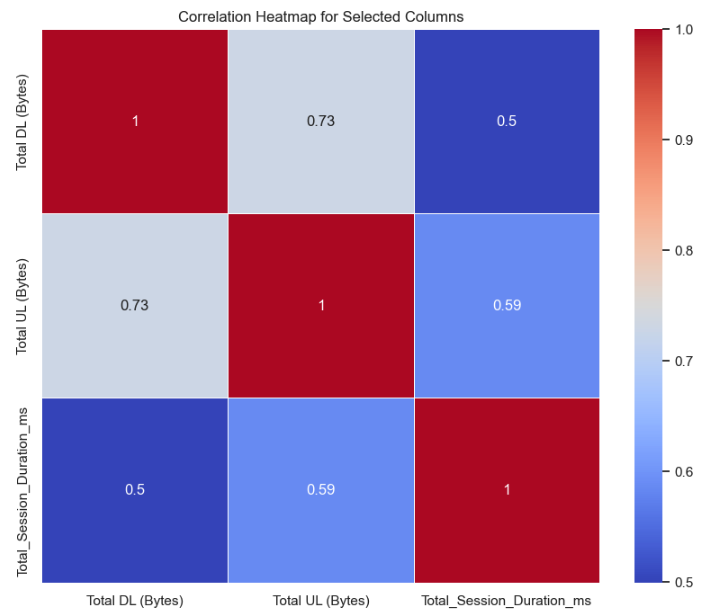 Correlation Heatmap for Selected Columns
Total DL (Bytes)
1
0.73
0.5
Total UL (Bytes)
0.73
1
0.59
Total_Session_Duration_ms
0.5
0.59
1
Total DL (Bytes)
Total UL (Bytes)
Total_Session_Duration_ms
1.0
0.9
0.8
0.7
0.6
0.5